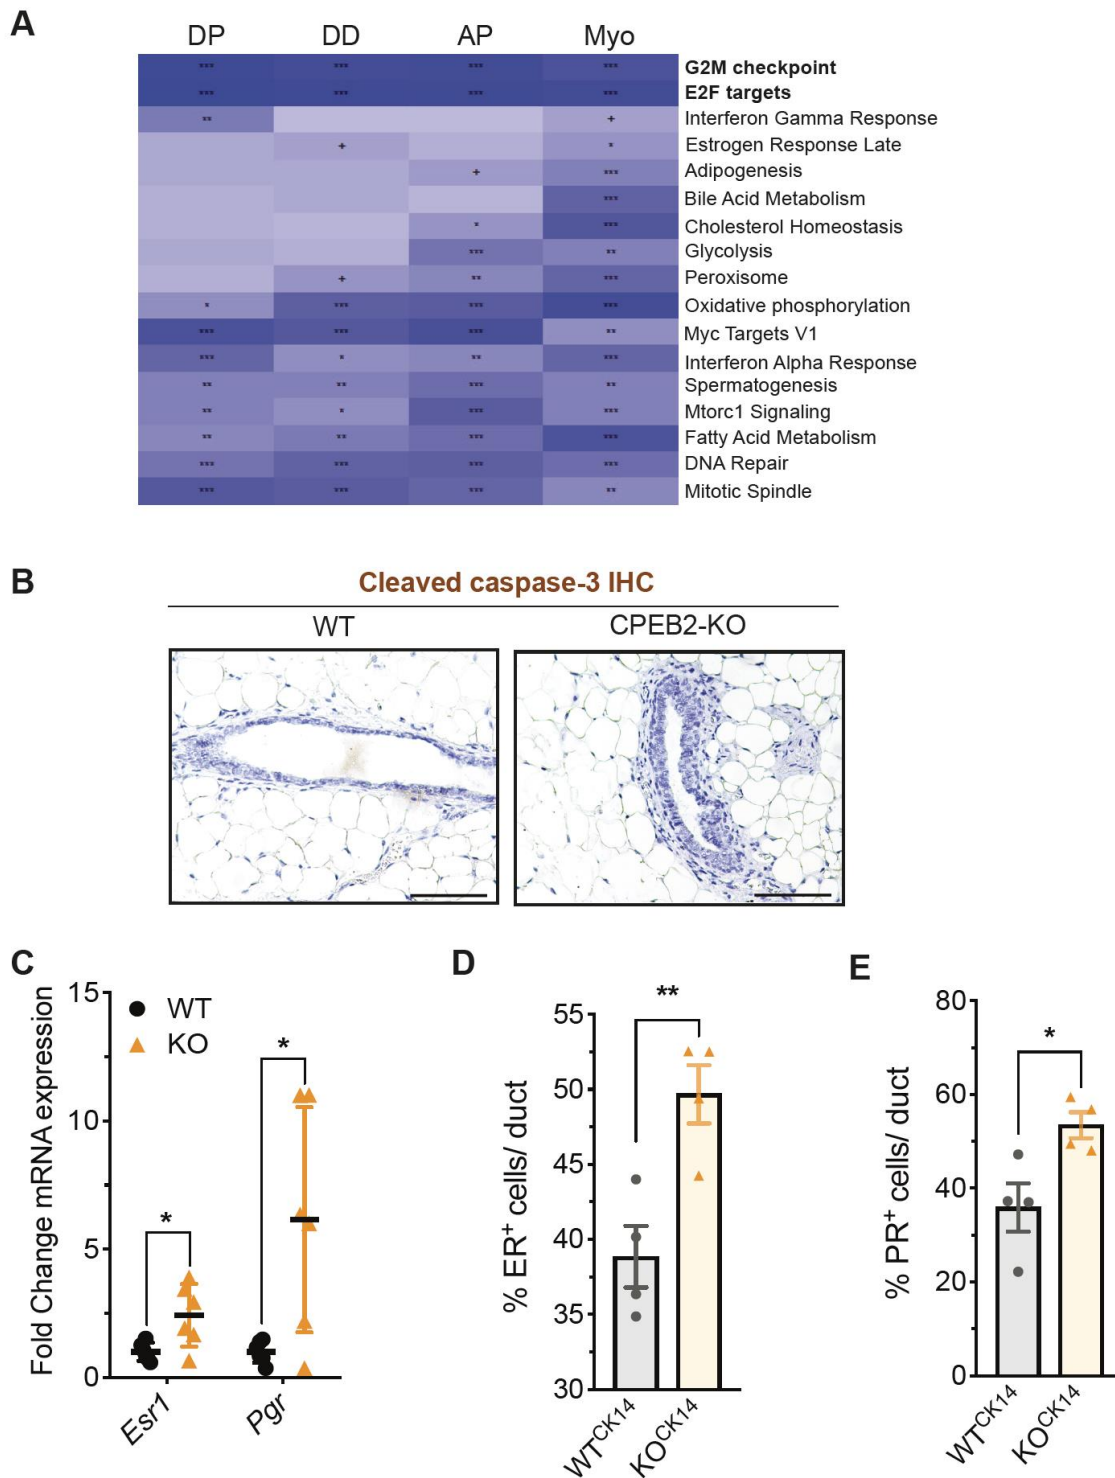 A
DP DD AP Myo
*** *** *** *** G2M checkpoint
*** *** *** *** E2F targets
** + Interferon Gamma Response
+ * Estrogen Response Late
+ *** Adipogenesis
*** Bile Acid Metabolism
* *** Cholesterol Homeostasis
*** ** Glycolysis
+ ** *** Peroxisome
* *** *** *** Oxidative phosphorylation
*** *** *** ** Myc Targets V1
*** * ** *** Interferon Alpha Response
** ** *** ** Spermatogenesis
** * *** *** Mtorc1 Signaling
** ** *** *** Fatty Acid Metabolism
*** *** *** *** DNA Repair
*** *** *** ** Mitotic Spindle
B
Cleaved caspase-3 IHC
WT CPEB2-KO
C
Fold Change mRNA expression
15
10
5
0
WT
KO
*
*
Esr1 Pgr
D
% ER+ cells/ duct
55
50
45
40
35
30
**
WTCK14 KOCK14
E
% PR+ cells/ duct
80
60
40
20
0
*
WTCK14 KOCK14